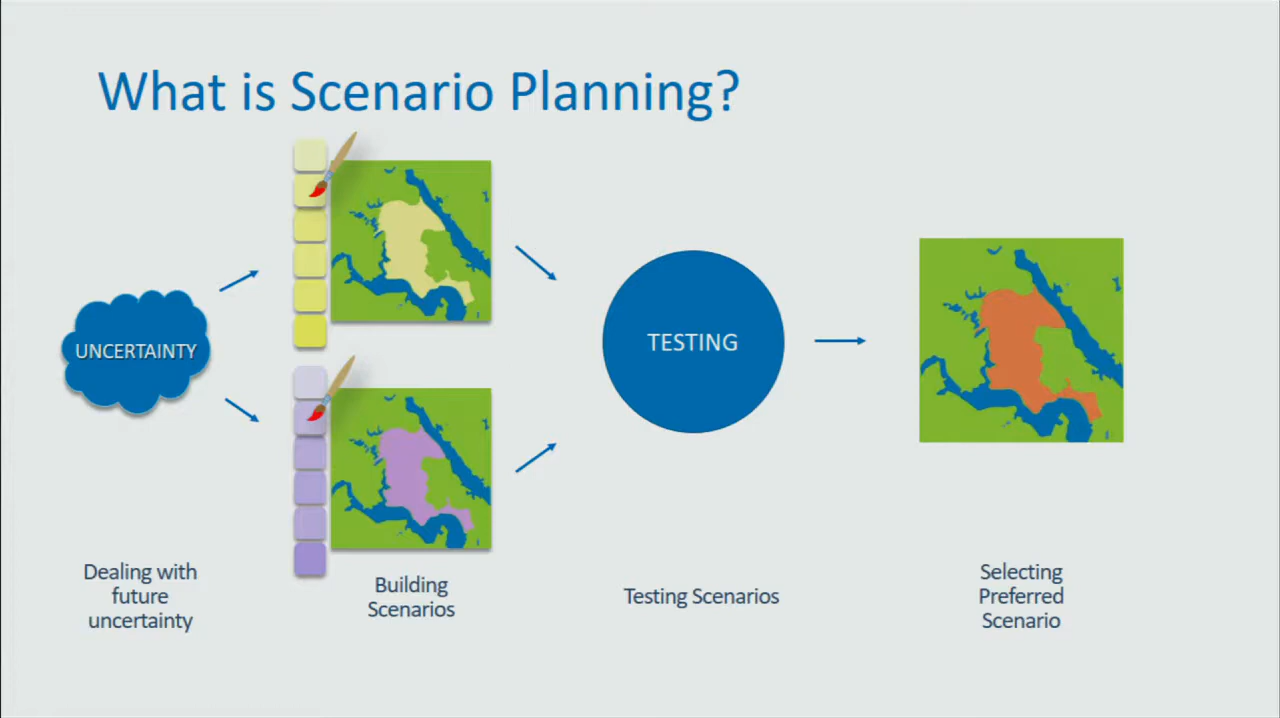 What is Scenario Planning?
UNCERTAINTY
TESTING
Dealing with
future
uncertainty
Building
Scenarios
Testing Scenarios
Selecting
Preferred
Scenario